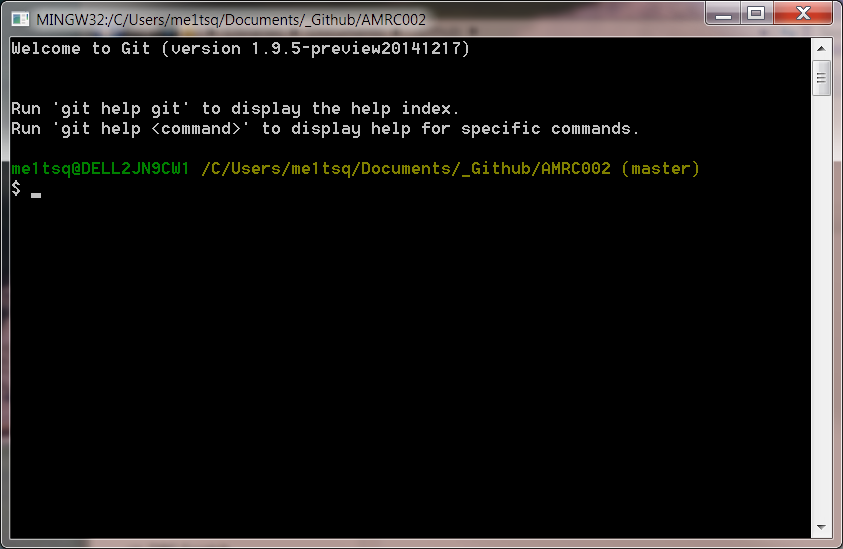 MINGW32:/C/Users/me1tsq/Documents/_Github/AMRC002
Welcome to Git (version 1.9.5-preview20141217)
Run 'git help git' to display the help index.
Run 'git help <command>' to display help for specific commands.
me1tsq@DELL2JN9CW1 /C/Users/me1tsq/Documents/_Github/AMRC002 (master)
$ _